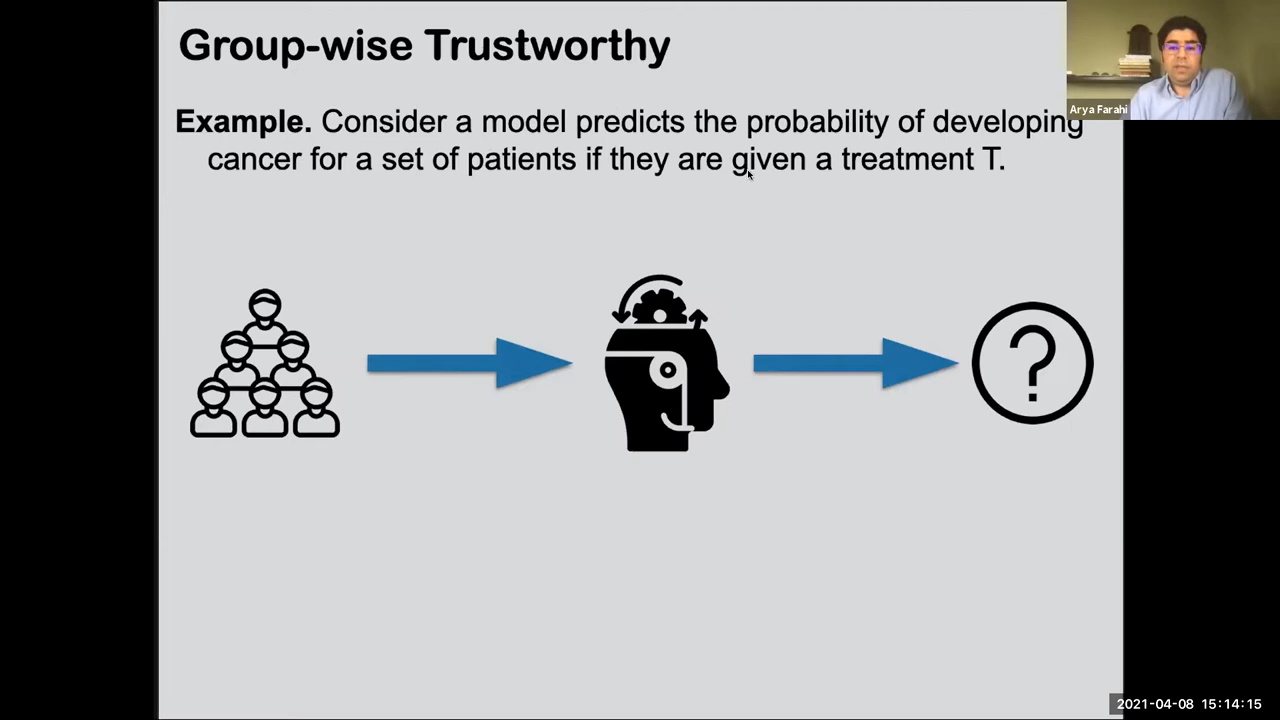 Group-wise Trustworthy
Example. Consider a model predicts the probability of developing
cancer for a set of patients if they are given a treatment T.
Arya Farahi
2021-04-08 15:14:15